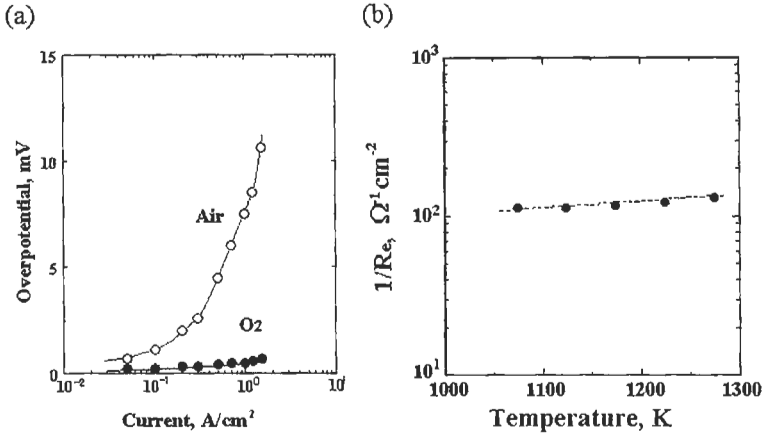 (a)
15
10
5
0
Overpotential, mV
Air
O2
10-2
10-1
100
101
Current, A/cm2
(b)
103
102
101
1/Re, Ω-1cm-2
1000
1100
1200
1300
Temperature, K